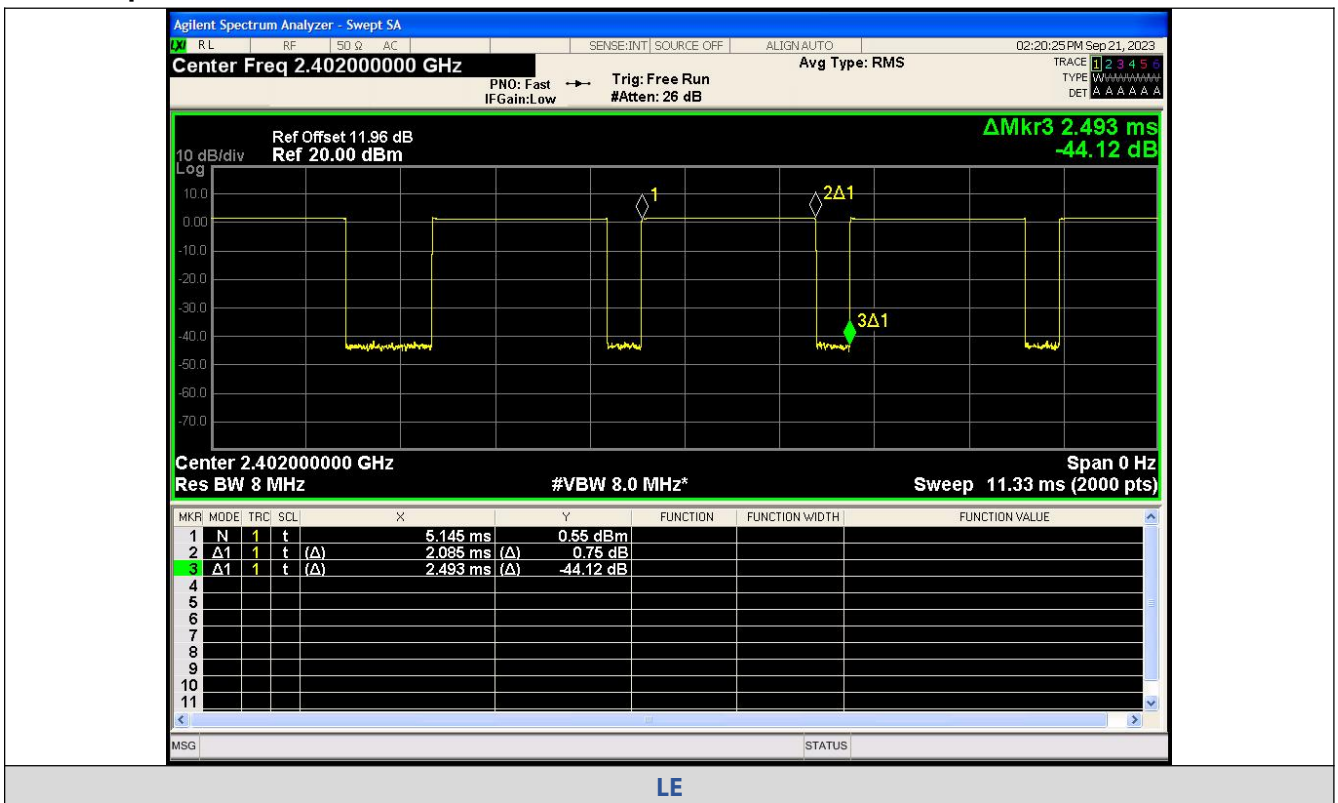 Agilent Spectrum Analyzer - Swept SA
LXI RL RF 50 Ω AC SENSE:INT SOURCE OFF ALIGN AUTO 02:20:25 PM Sep 21, 2023
Center Freq 2.402000000 GHz PNO: Fast Trig: Free Run Avg Type: RMS TRACE 1 2 3 4 5 6
IFGain:Low #Atten: 26 dB TYPE WWWWWW
DET A A A A A A
ΔMkr3 2.493 ms
-44.12 dB
Ref Offset 11.96 dB
10 dB/div Ref 20.00 dBm
Log
10.0
0.00
-10.0
-20.0
-30.0
-40.0
-50.0
-60.0
-70.0
1
2Δ1
3Δ1
Center 2.402000000 GHz Span 0 Hz
Res BW 8 MHz #VBW 8.0 MHz* Sweep 11.33 ms (2000 pts)
MKR MODE TRC SCL X Y FUNCTION FUNCTION WIDTH FUNCTION VALUE
1 N 1 t 5.145 ms 0.55 dBm
2 Δ1 1 t (Δ) 2.085 ms (Δ) 0.75 dB
3 Δ1 1 t (Δ) 2.493 ms (Δ) -44.12 dB
4
5
6
7
8
9
10
11
MSG STATUS
LE